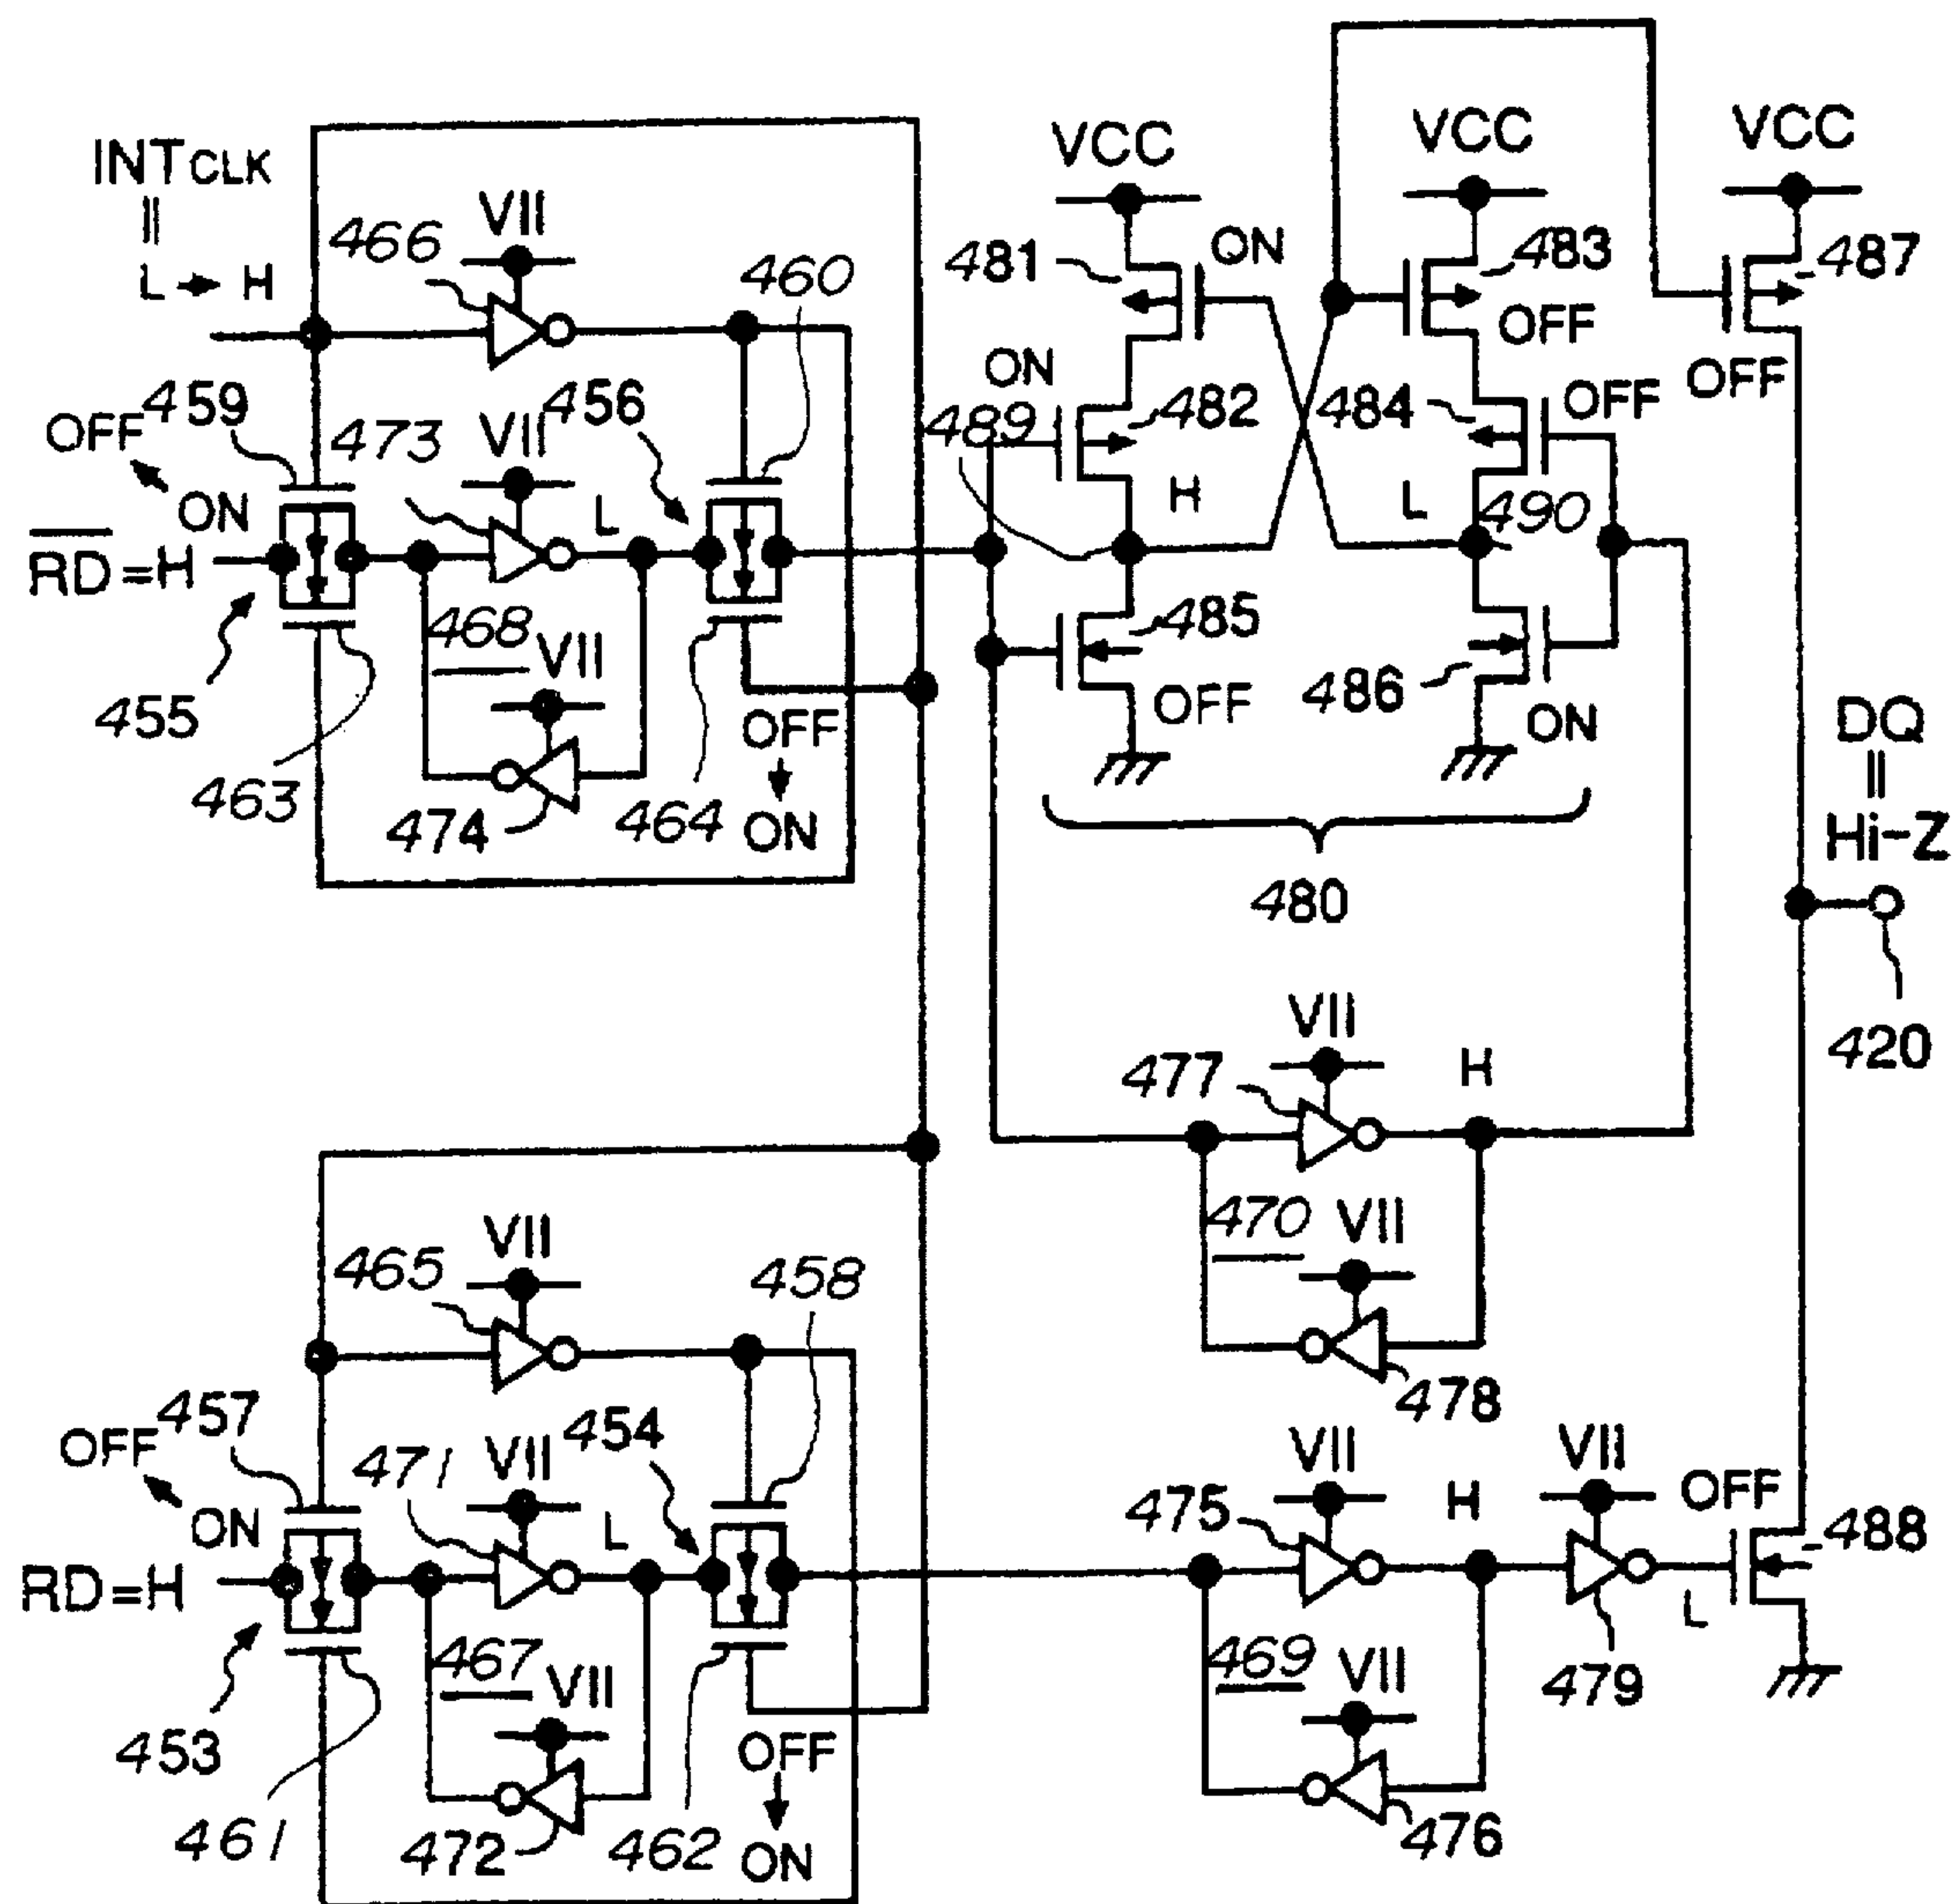 VCC
VCC
VCC
INTCLK
||
L → H
466
VII
460
481
ON
483
487
OFF
OFF
ON
459
OFF
473
VII
456
489
482
484
OFF
ON
L
H
L
490
RD=H
468
VII
485
455
OFF
486
ON
463
474
464
OFF
ON
DQ
||
Hi-Z
480
420
VII
477
H
470
VII
465
VII
458
478
457
OFF
471
VII
454
VII
VII
ON
L
475
H
OFF
488
RD=H
L
467
VII
469
VII
479
453
OFF
461
472
462
ON
476